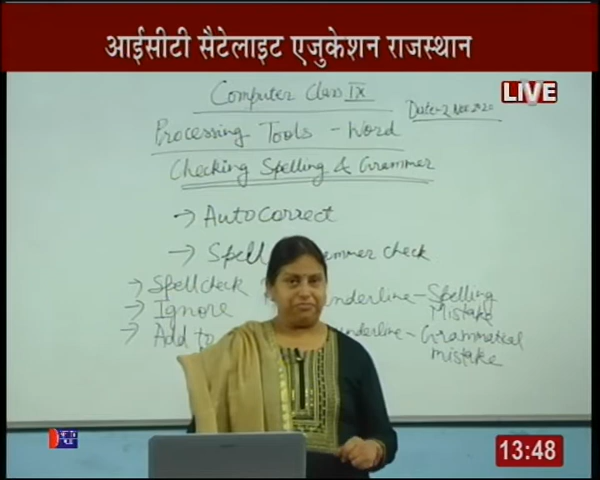 आईसीटी सैटेलाइट एजुकेशन राजस्थान
LIVE
Computer Class IX
Date-2 Nov.2020
Processing Tools - Word
Checking Spelling & Grammer
→ AutoCorrect
→ Spell mmer check
→ Spellcheck
underline - Spelling Mistake
→ Ignore
→ Add to
underline - Grammatical mistake
13:48